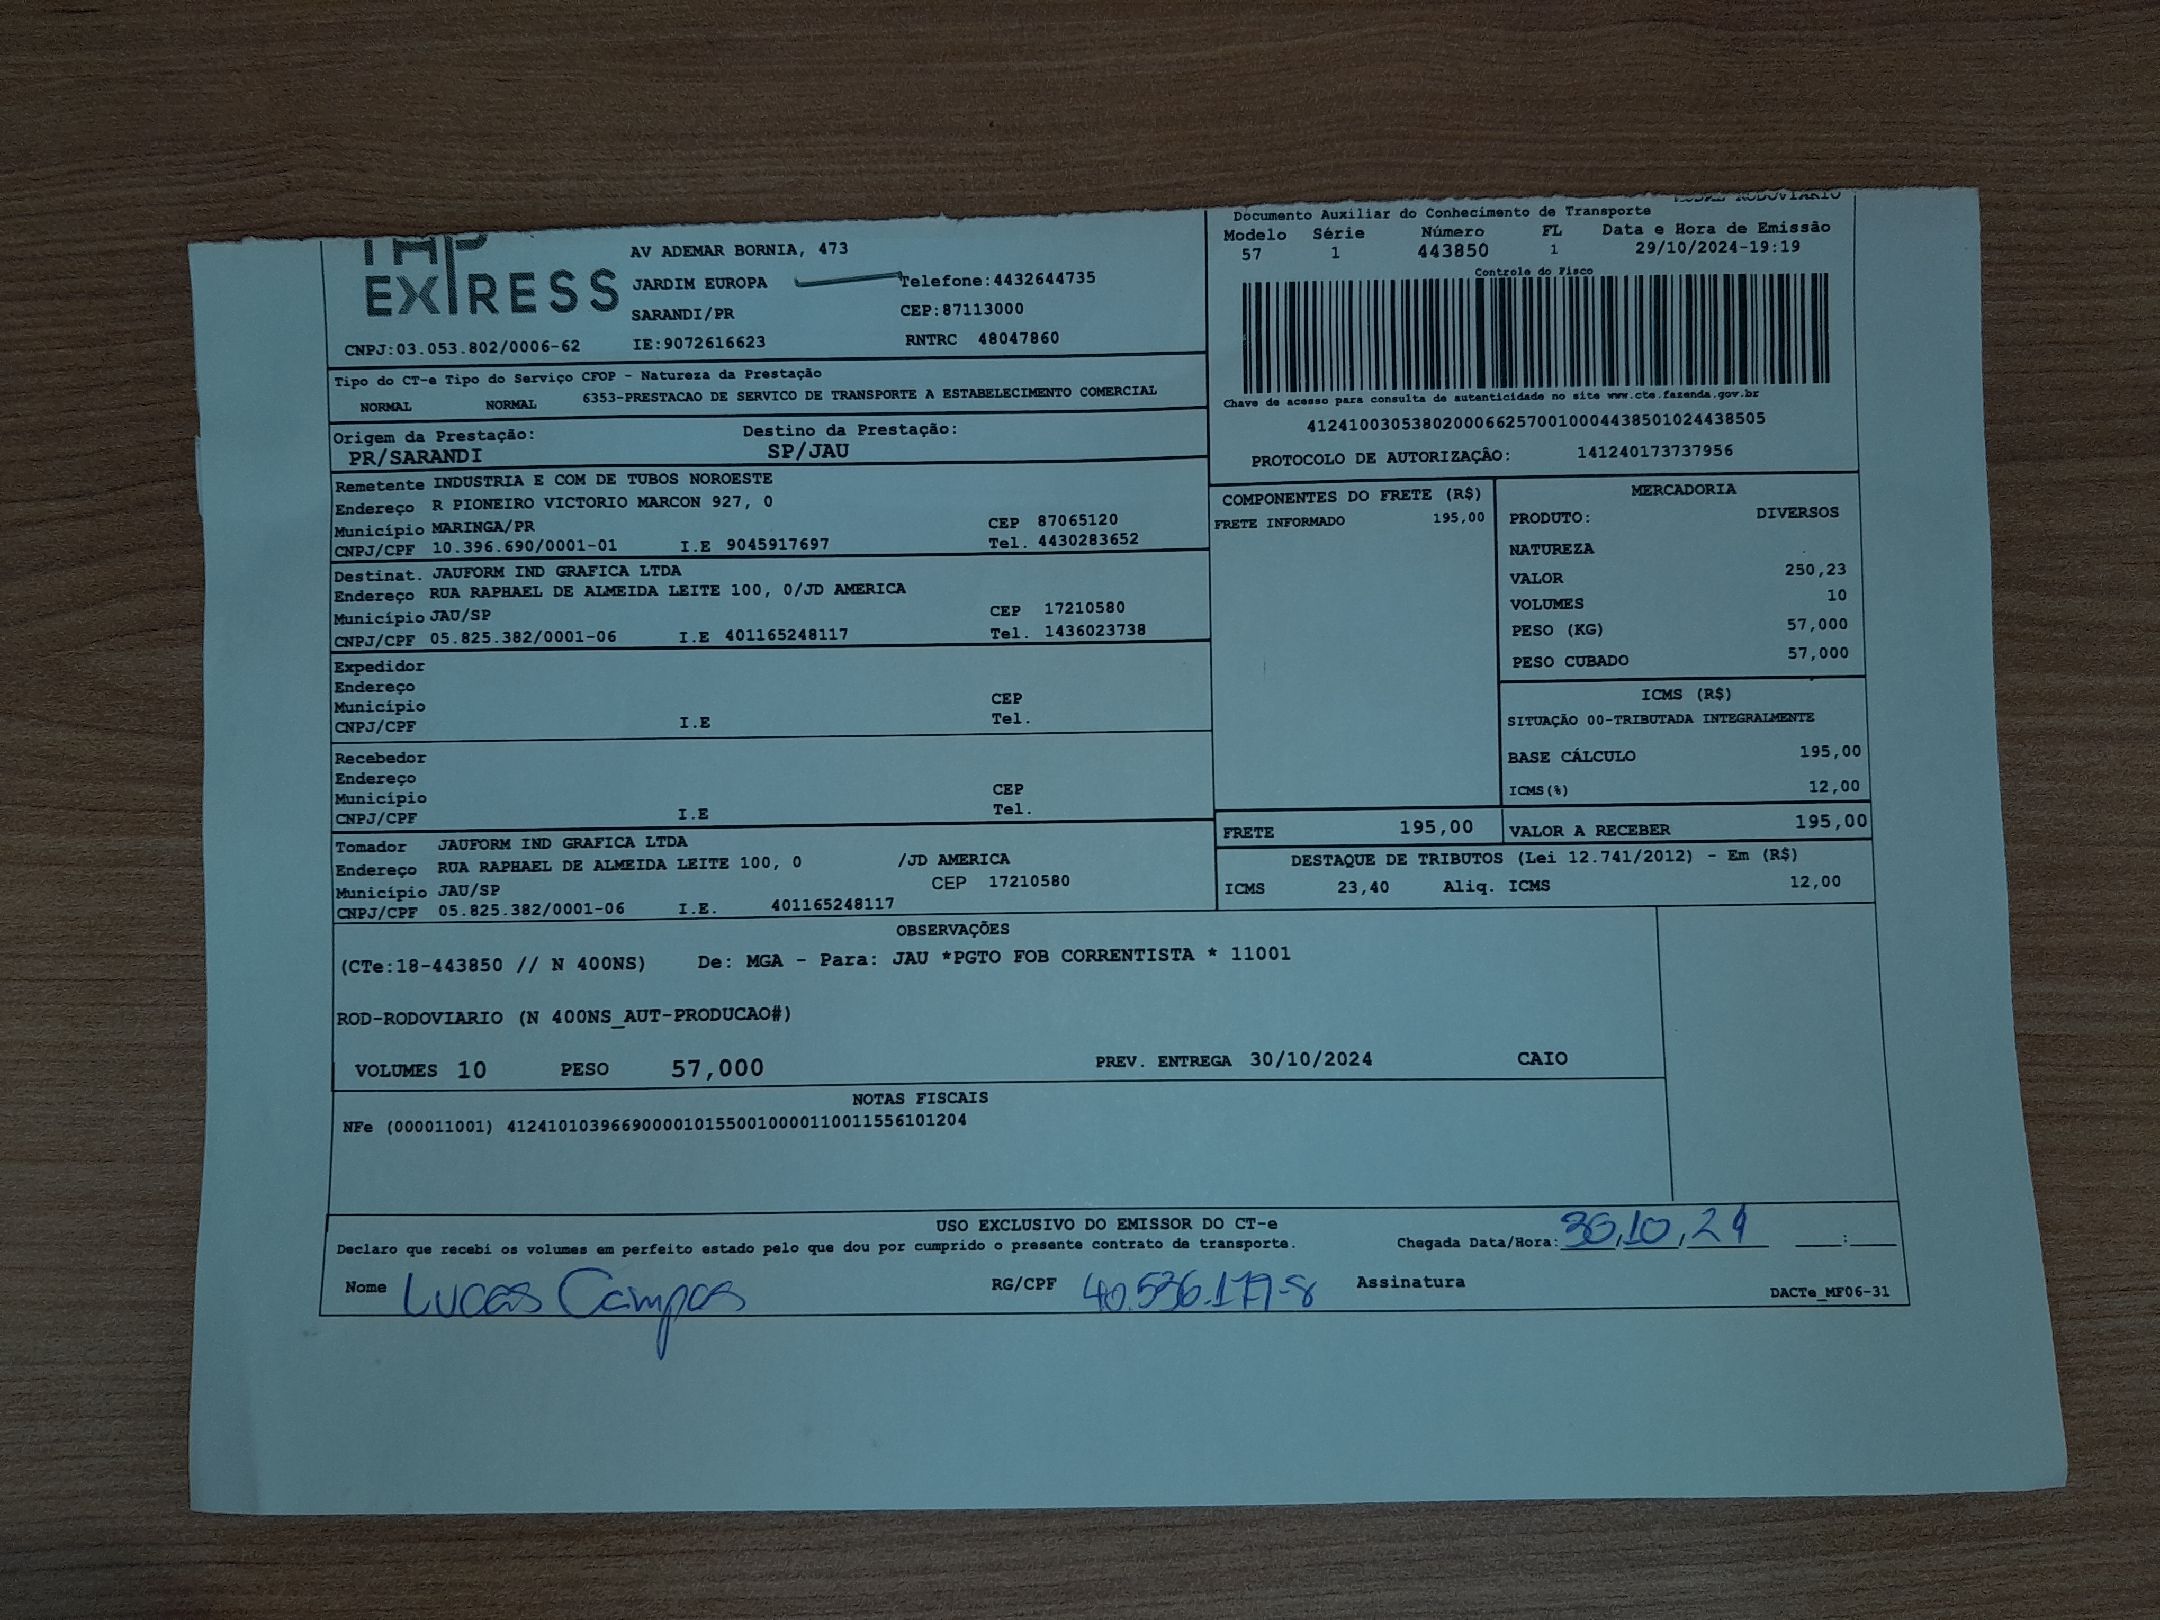 TAP
EXPRESS
AV ADEMAR BORNIA, 473
JARDIM EUROPA Telefone:4432644735
SARANDI/PR CEP:87113000
CNPJ:03.053.802/0006-62 IE:9072616623 RNTRC 48047860
MODAL RODOVIARIO
Documento Auxiliar do Conhecimento de Transporte
Modelo Série Número FL Data e Hora de Emissão
57 1 443850 1 29/10/2024-19:19
Controle do Fisco
Chave de acesso para consulta de autenticidade no site www.cte.fazenda.gov.br
41241003053802000662570010004438501024438505
PROTOCOLO DE AUTORIZAÇÃO: 141240173737956
Tipo do CT-e Tipo do Serviço CFOP - Natureza da Prestação
NORMAL NORMAL 6353-PRESTACAO DE SERVICO DE TRANSPORTE A ESTABELECIMENTO COMERCIAL
Origem da Prestação: Destino da Prestação:
PR/SARANDI SP/JAU
Remetente INDUSTRIA E COM DE TUBOS NOROESTE
Endereço R PIONEIRO VICTORIO MARCON 927, 0
Município MARINGA/PR CEP 87065120
CNPJ/CPF 10.396.690/0001-01 I.E 9045917697 Tel. 4430283652
Destinat. JAUFORM IND GRAFICA LTDA
Endereço RUA RAPHAEL DE ALMEIDA LEITE 100, 0/JD AMERICA
Município JAU/SP CEP 17210580
CNPJ/CPF 05.825.382/0001-06 I.E 401165248117 Tel. 1436023738
Expedidor
Endereço
Município CEP
CNPJ/CPF I.E Tel.
Recebedor
Endereço
Município CEP
CNPJ/CPF I.E Tel.
Tomador JAUFORM IND GRAFICA LTDA
Endereço RUA RAPHAEL DE ALMEIDA LEITE 100, 0 /JD AMERICA
Município JAU/SP CEP 17210580
CNPJ/CPF 05.825.382/0001-06 I.E. 401165248117
COMPONENTES DO FRETE (R$)
FRETE INFORMADO 195,00
MERCADORIA
PRODUTO: DIVERSOS
NATUREZA
VALOR 250,23
VOLUMES 10
PESO (KG) 57,000
PESO CUBADO 57,000
ICMS (R$)
SITUAÇÃO 00-TRIBUTADA INTEGRALMENTE
BASE CÁLCULO 195,00
ICMS(%) 12,00
FRETE 195,00 VALOR A RECEBER 195,00
DESTAQUE DE TRIBUTOS (Lei 12.741/2012) - Em (R$)
ICMS 23,40 Aliq. ICMS 12,00
OBSERVAÇÕES
(CTe:18-443850 // N 400NS) De: MGA - Para: JAU *PGTO FOB CORRENTISTA * 11001
ROD-RODOVIARIO (N 400NS_AUT-PRODUCAO#)
VOLUMES 10 PESO 57,000 PREV. ENTREGA 30/10/2024 CAIO
NOTAS FISCAIS
NFe (000011001) 41241010396690000101550010000110011556101204
USO EXCLUSIVO DO EMISSOR DO CT-e
Declaro que recebi os volumes em perfeito estado pelo que dou por cumprido o presente contrato de transporte. Chegada Data/Hora: 30,10,24 :
Nome Lucas Campos RG/CPF 40.536.179-8 Assinatura
DACTe_MF06-31